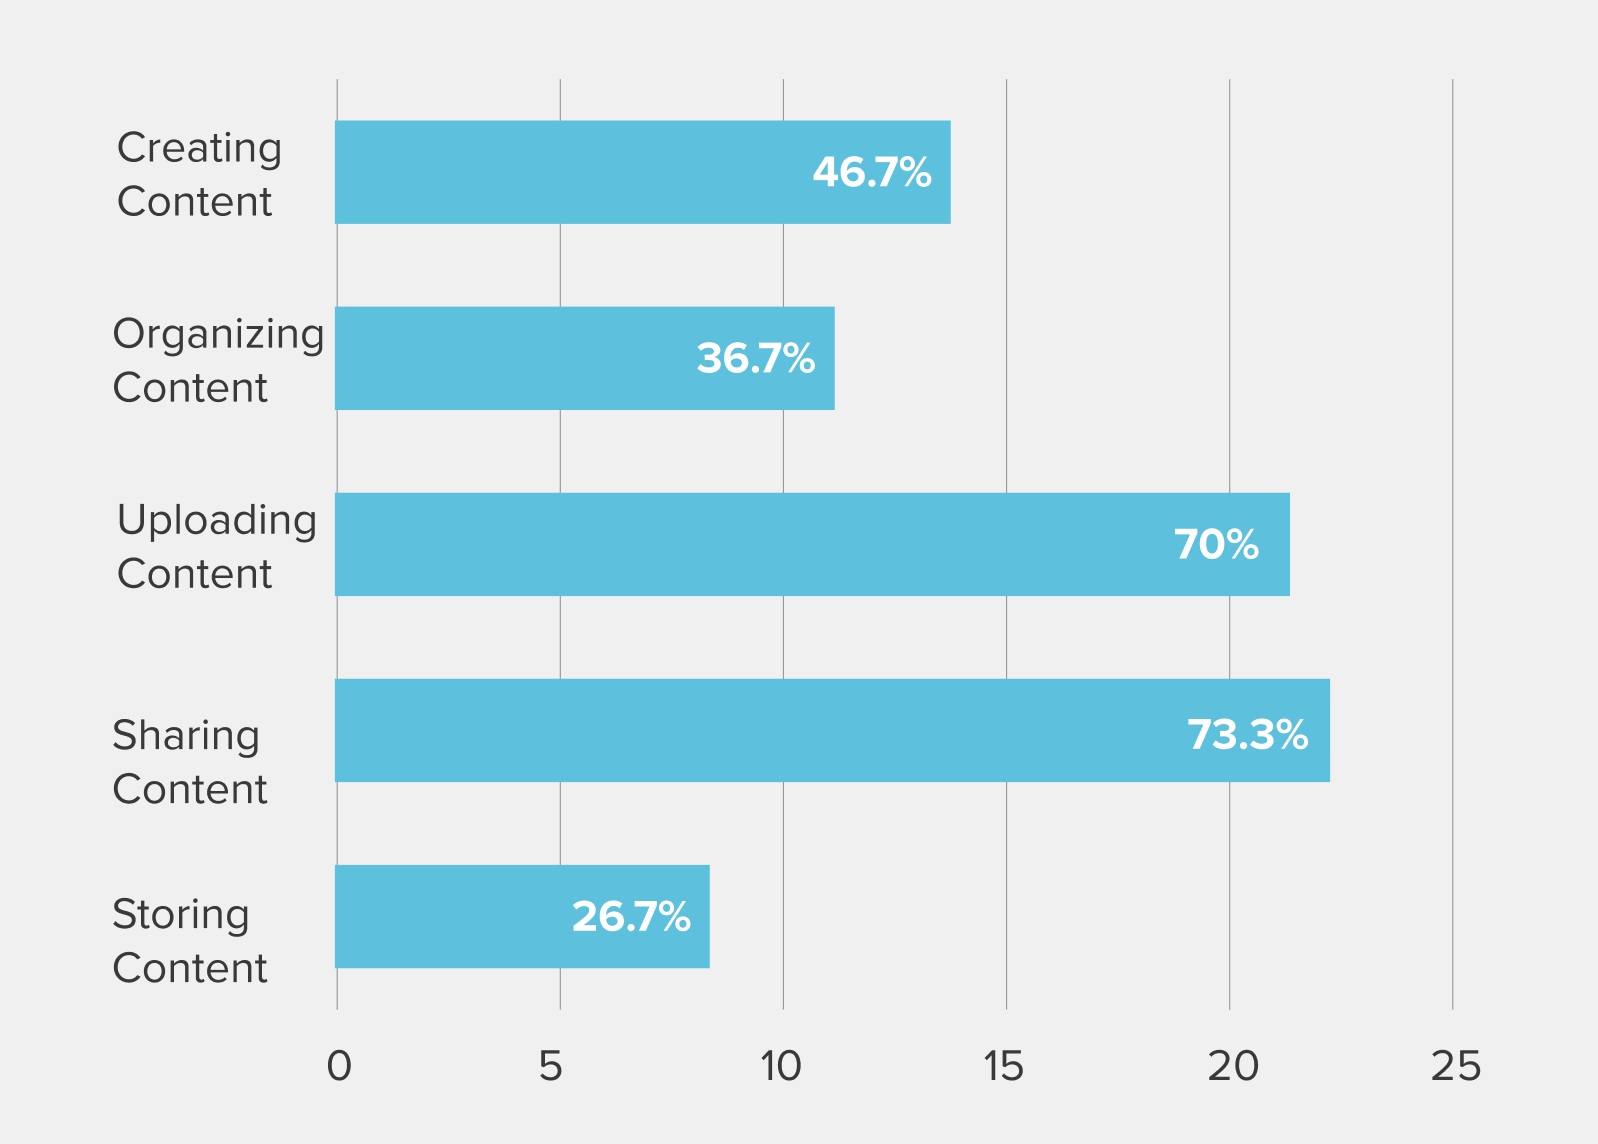 Creating
Content
46.7%
Organizing
Content
36.7%
Uploading
Content
70%
Sharing
Content
73.3%
Storing
Content
26.7%
0 5 10 15 20 25